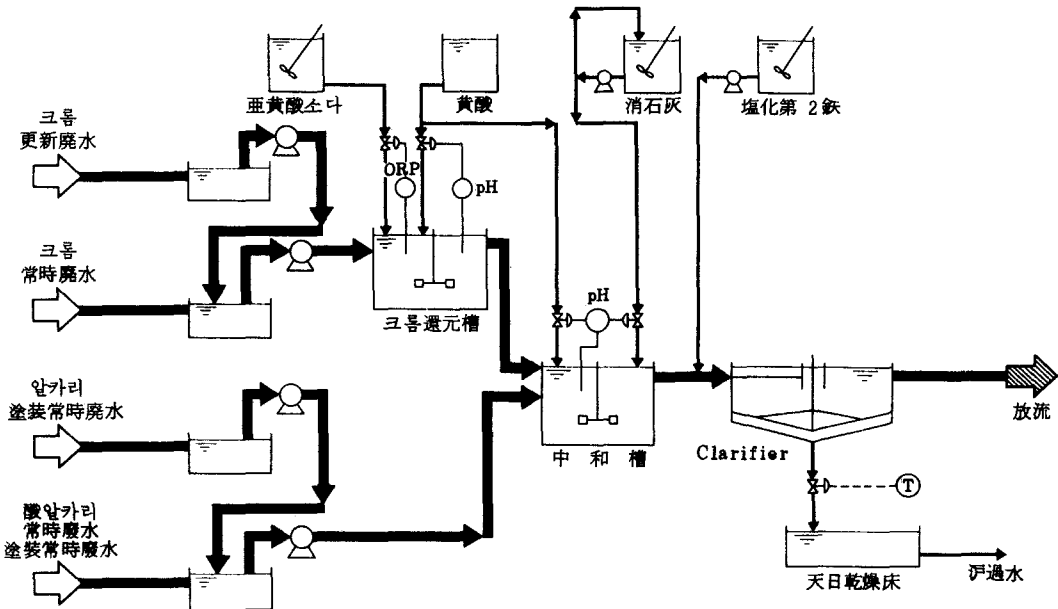 亜黄酸소다
黄酸
消石灰
塩化第 2 鉄
크롬
更新廃水
ORP
pH
크롬
常時廃水
크롬還元槽
pH
알카리
塗装常時廃水
中 和 槽
Clarifier
放流
T
酸알카리
常時廢水
塗装常時廢水
天日乾燥床
沪過水